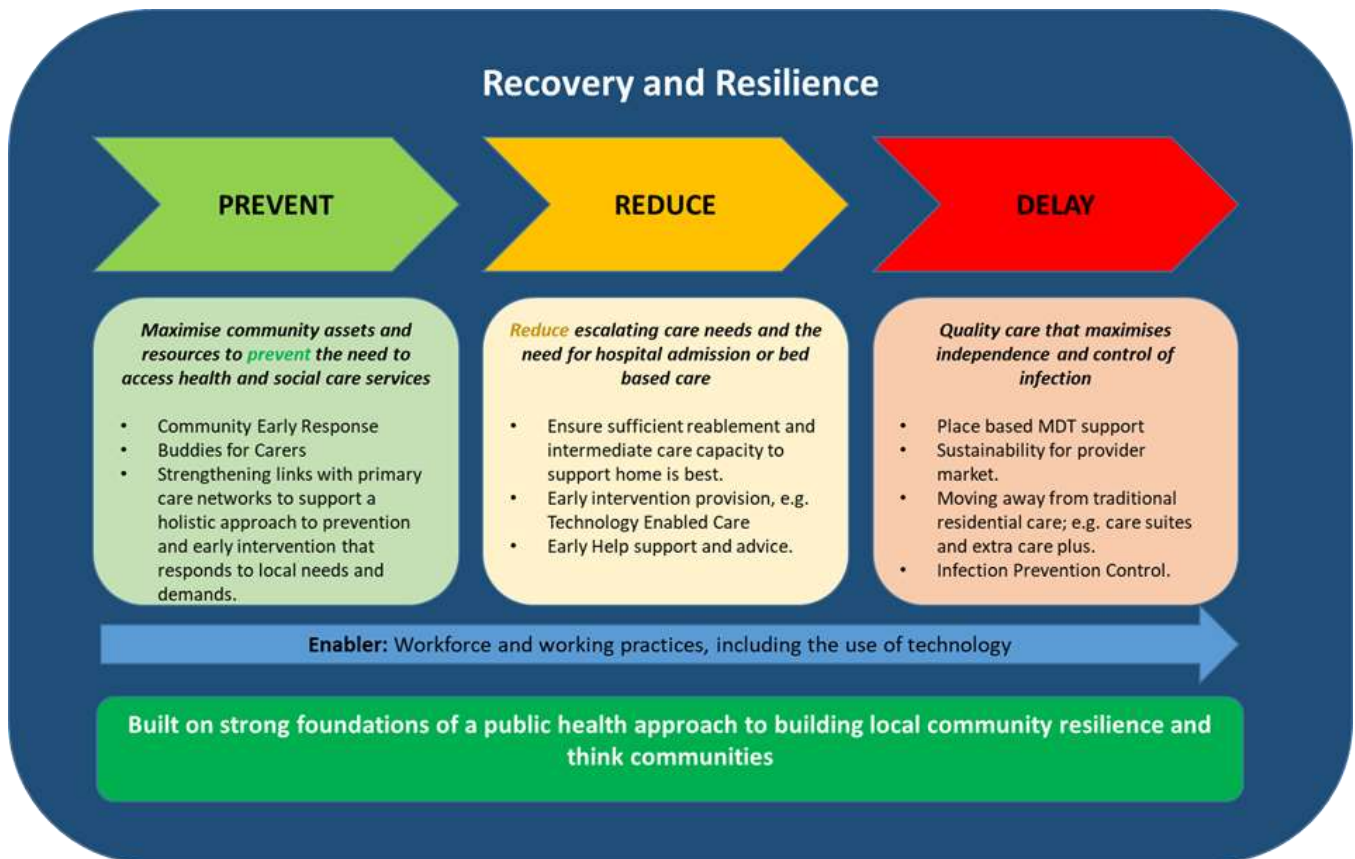 Recovery and Resilience
PREVENT
REDUCE
DELAY
Maximise community assets and
resources to prevent the need to
access health and social care services
• Community Early Response
• Buddies for Carers
• Strengthening links with primary
care networks to support a
holistic approach to prevention
and early intervention that
responds to local needs and
demands.
Reduce escalating care needs and the
need for hospital admission or bed
based care
• Ensure sufficient reablement and
intermediate care capacity to
support home is best.
• Early intervention provision, e.g.
Technology Enabled Care
• Early Help support and advice.
Quality care that maximises
independence and control of
infection
• Place based MDT support
• Sustainability for provider
market.
• Moving away from traditional
residential care; e.g. care suites
and extra care plus.
• Infection Prevention Control.
Enabler: Workforce and working practices, including the use of technology
Built on strong foundations of a public health approach to building local community resilience and
think communities